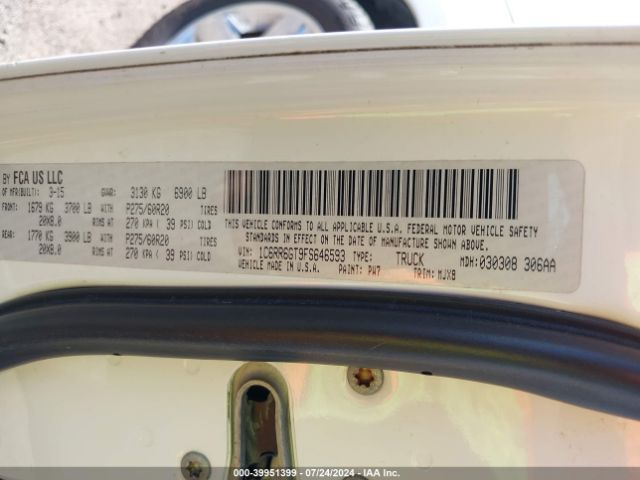 BY FCA US LLC
OF MFR(BUILT): 3-15 GVWR: 3130 KG 6900 LB
FRONT: 1679 KG 3700 LB WITH P275/60R20 TIRES
20X8.0 RIMS AT 270 KPA ( 39 PSI) COLD
REAR: 1770 KG 3900 LB WITH P275/60R20 TIRES
20X8.0 RIMS AT 270 KPA ( 39 PSI) COLD
THIS VEHICLE CONFORMS TO ALL APPLICABLE U.S.A. FEDERAL MOTOR VEHICLE SAFETY
STANDARDS IN EFFECT ON THE DATE OF MANUFACTURE SHOWN ABOVE.
VIN: 1C6RR6GT9FS646593 TYPE: TRUCK MDH: 030308 306AA
VEHICLE MADE IN U.S.A. PAINT: PW7 TRIM: MJX8
000-39951399 - 07/24/2024 - IAA Inc.